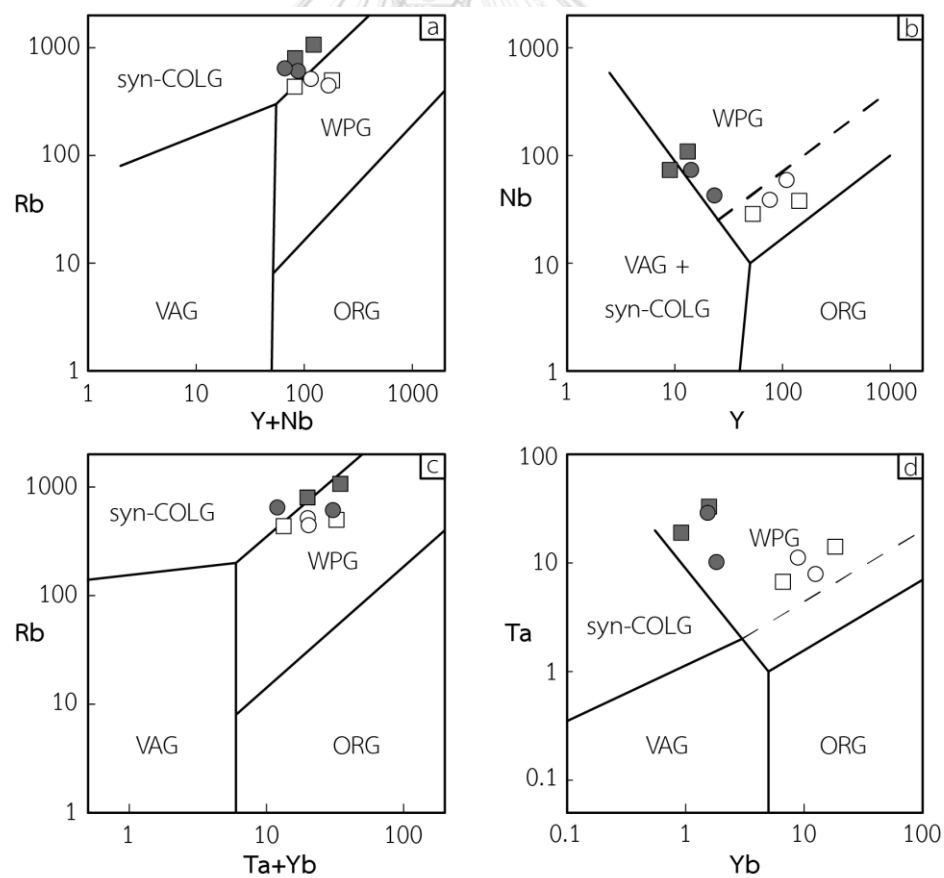 a
1000
syn-COLG
WPG
100
Rb
10
VAG
ORG
1
1
10
100
1000
Y+Nb
b
1000
WPG
100
Nb
VAG +
10
syn-COLG
ORG
1
1
10
100
1000
Y
c
1000
syn-COLG
WPG
100
Rb
10
VAG
ORG
1
1
10
100
Ta+Yb
d
100
WPG
10
Ta
syn-COLG
1
VAG
ORG
0.1
0.1
1
10
100
Yb